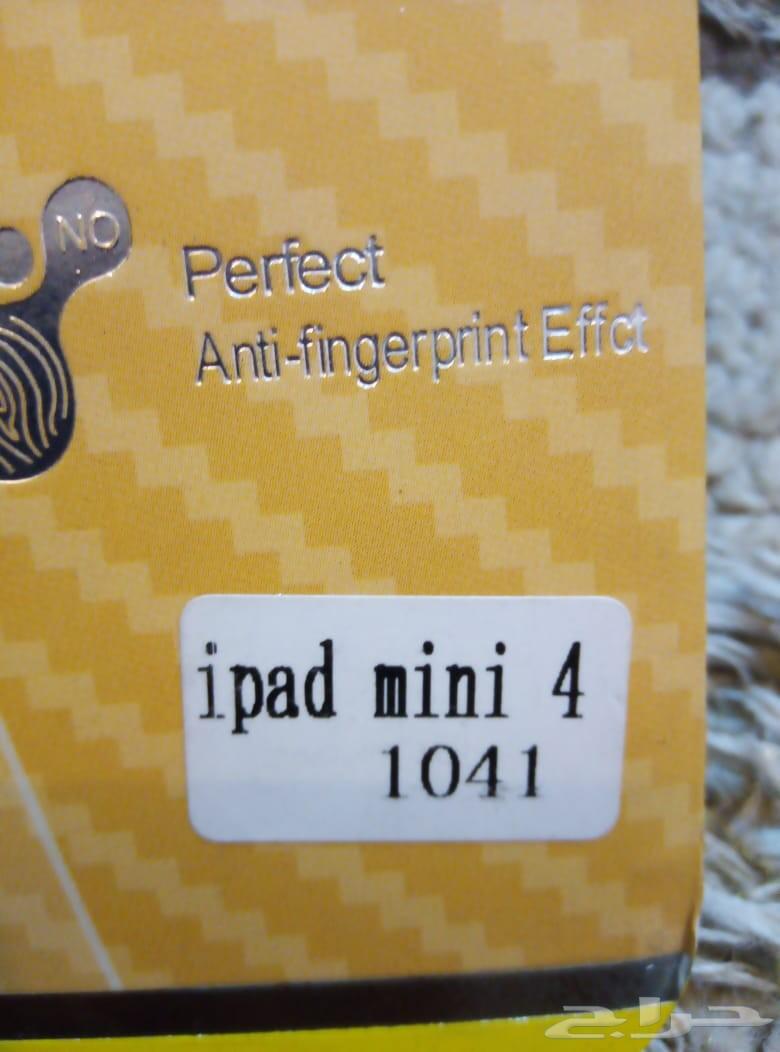 NO
Perfect
Anti-fingerprint Effct
ipad mini 4
1041
حراج